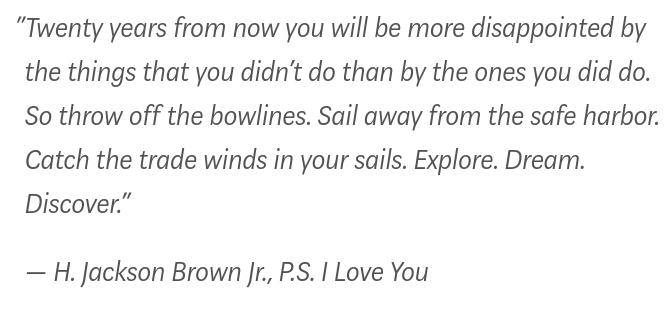 "Twenty years from now you will be more disappointed by
the things that you didn't do than by the ones you did do.
So throw off the bowlines. Sail away from the safe harbor.
Catch the trade winds in your sails. Explore. Dream.
Discover."
— H. Jackson Brown Jr., P.S. I Love You